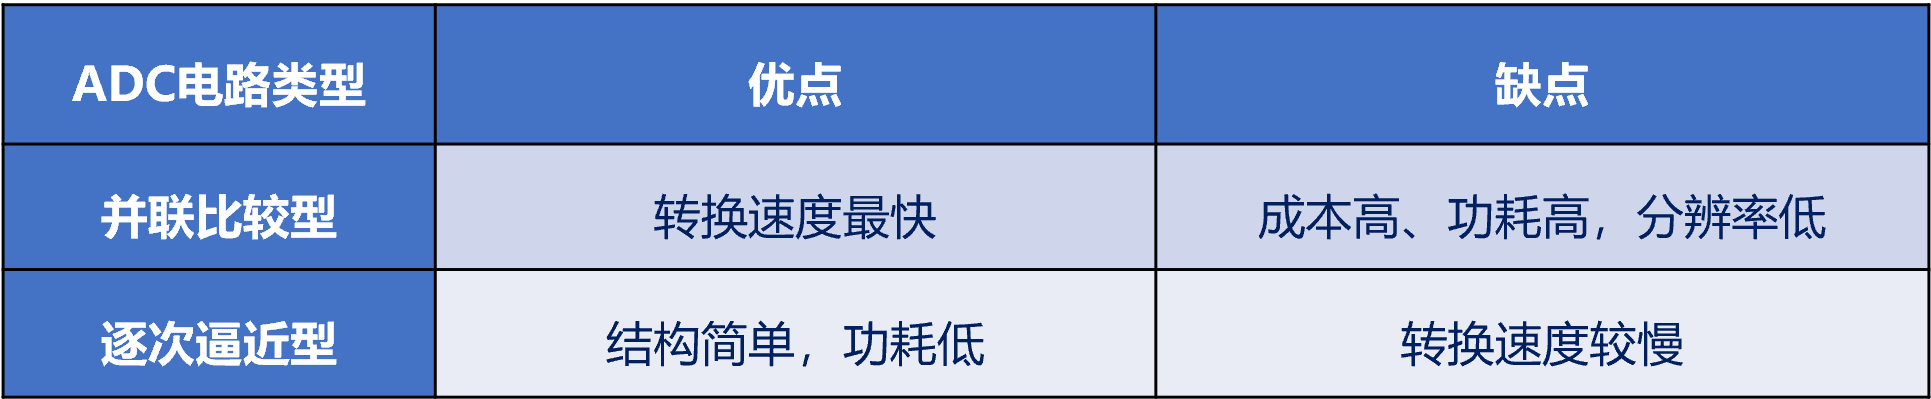 ADC电路类型 优点 缺点
并联比较型 转换速度最快 成本高、功耗高，分辨率低
逐次逼近型 结构简单，功耗低 转换速度较慢